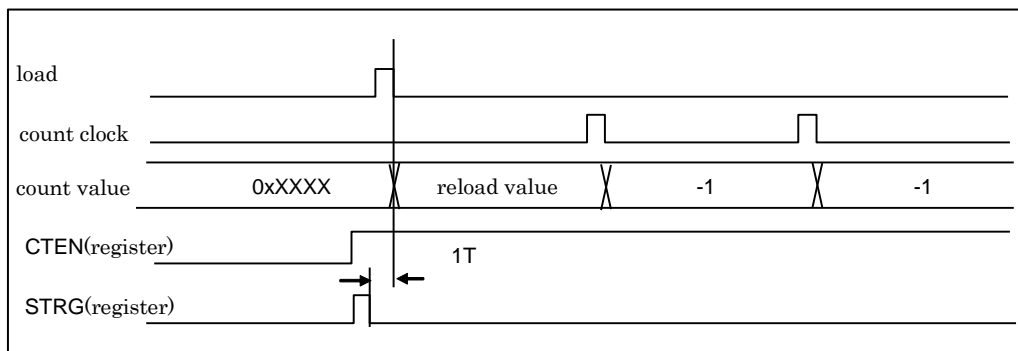 load
count clock
count value 0xXXXX reload value -1 -1
CTEN(register) 1T
STRG(register)